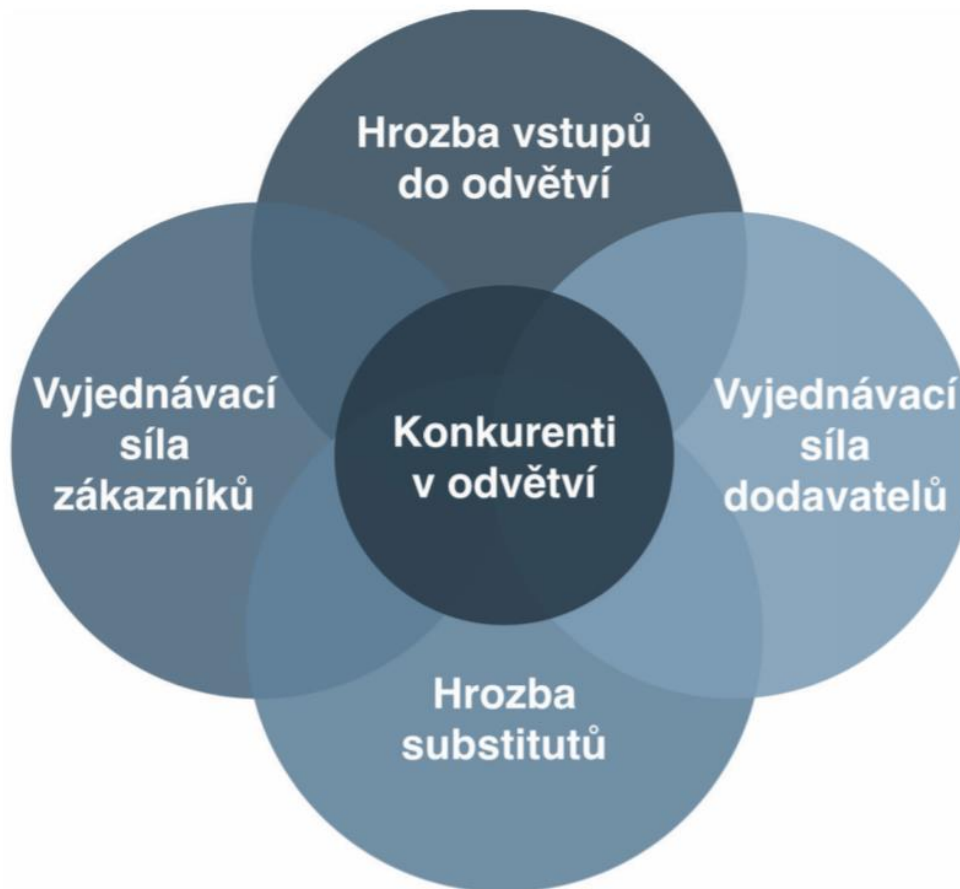 Hrozba vstupů
do odvětví
Vyjednávací
síla
zákazníků
Konkurenti
v odvětví
Vyjednávací
síla
dodavatelů
Hrozba
substitutů